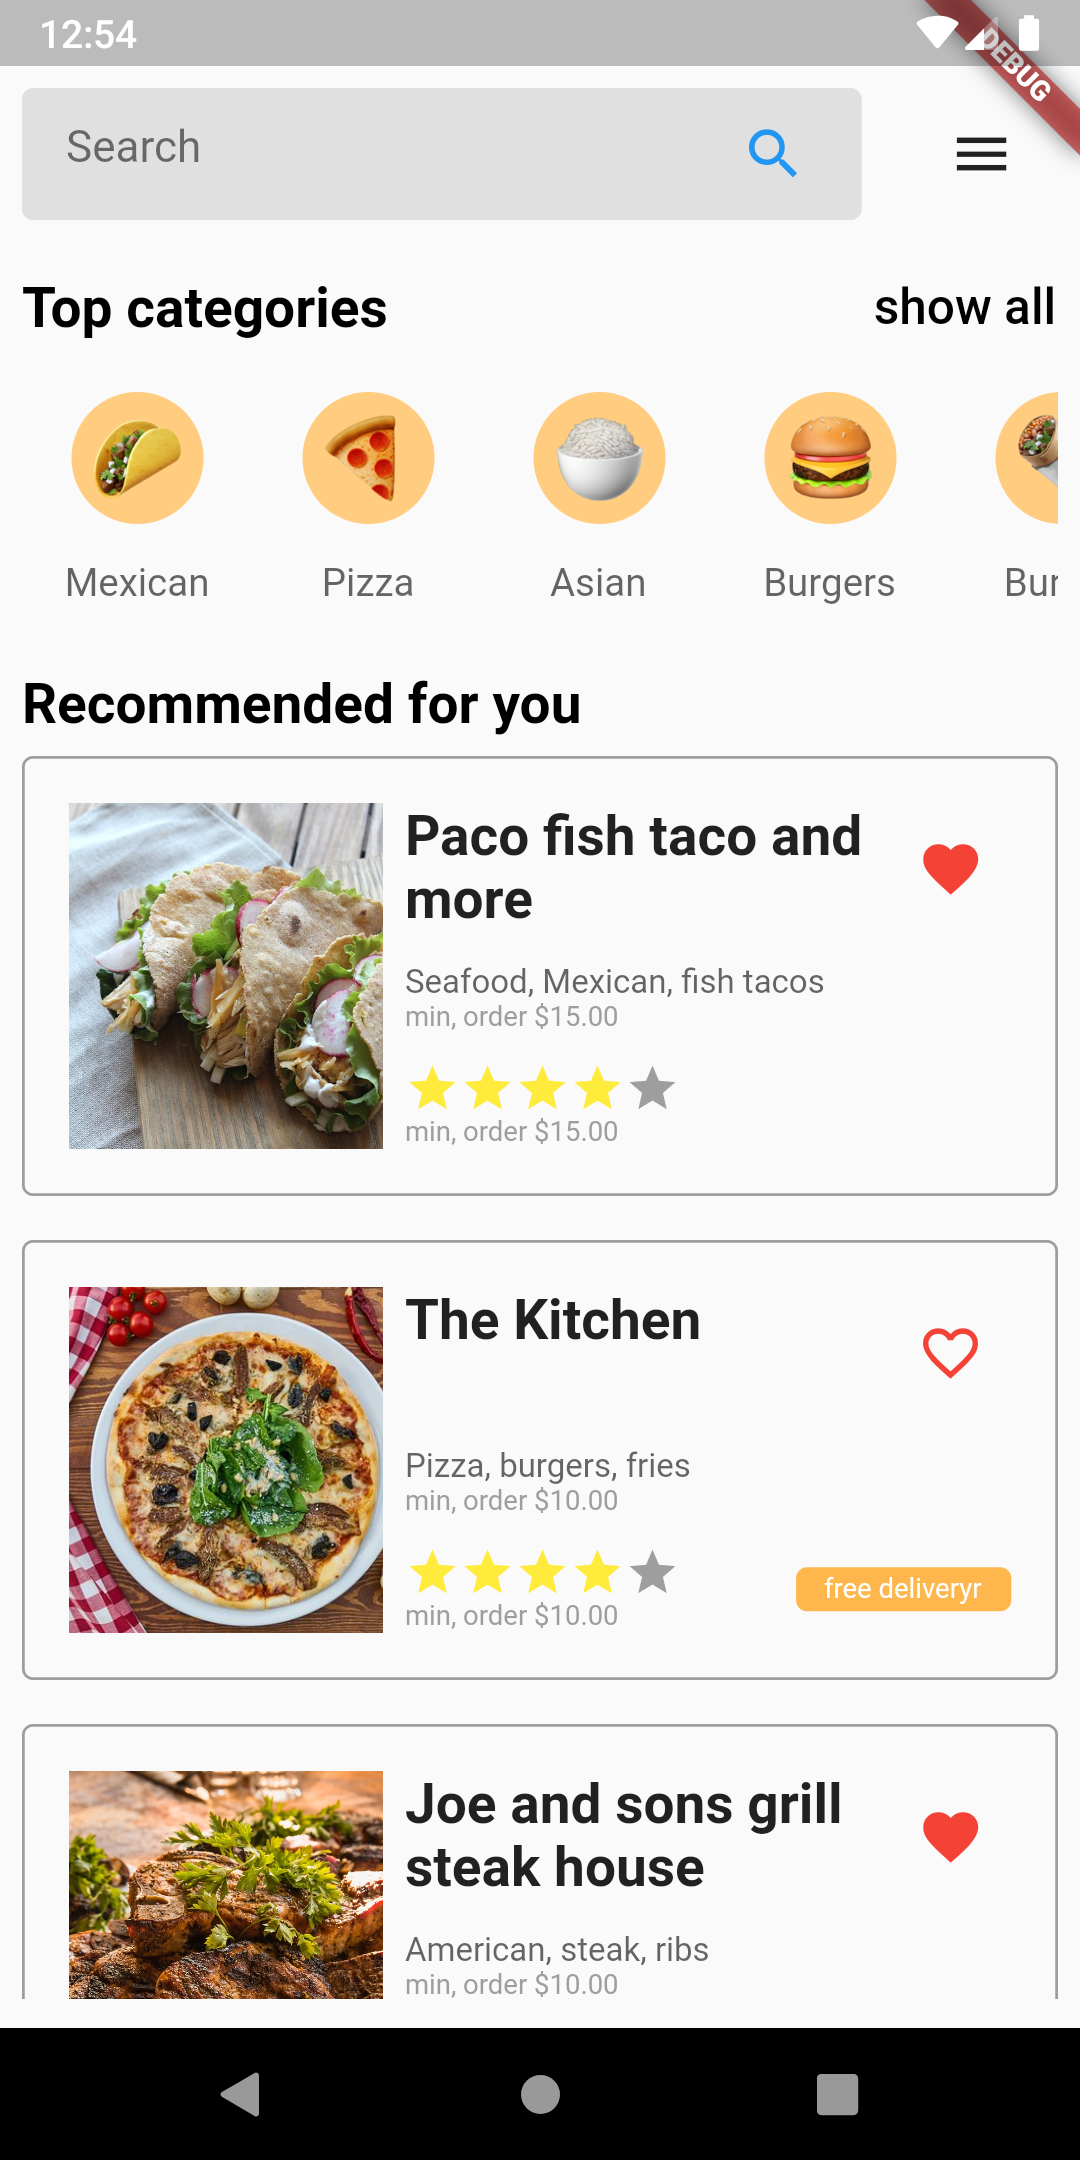 12:54
DEBUG
Search
Top categories
show all
Mexican
Pizza
Asian
Burgers
Bur
Recommended for you
Paco fish taco and
more
Seafood, Mexican, fish tacos
min, order $15.00
min, order $15.00
The Kitchen
Pizza, burgers, fries
min, order $10.00
min, order $10.00
free deliveryr
Joe and sons grill
steak house
American, steak, ribs
min, order $10.00